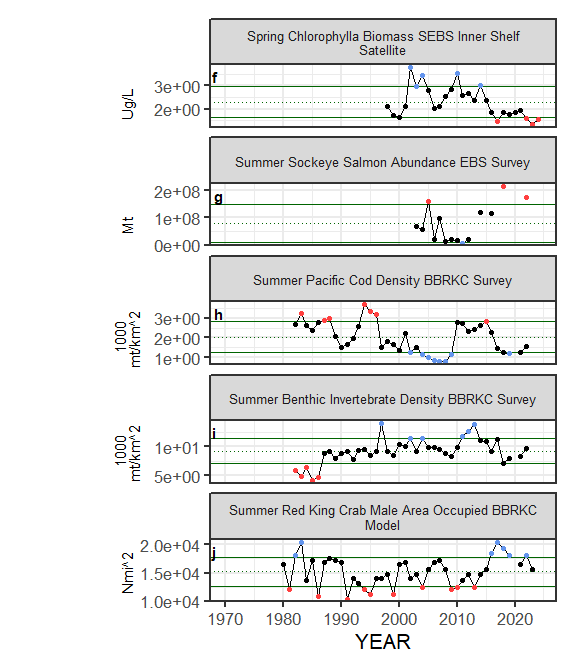 Spring Chlorophylla Biomass SEBS Inner Shelf
Satellite
f
Ug/L
3e+00
2e+00
Summer Sockeye Salmon Abundance EBS Survey
g
Mt
2e+08
1e+08
0e+00
Summer Pacific Cod Density BBRKC Survey
h
1000
mt/km^2
3e+00
2e+00
1e+00
Summer Benthic Invertebrate Density BBRKC Survey
i
1000
mt/km^2
1e+01
5e+00
Summer Red King Crab Male Area Occupied BBRKC
Model
j
Nmi^2
2.0e+04
1.5e+04
1.0e+04
1970 1980 1990 2000 2010 2020
YEAR